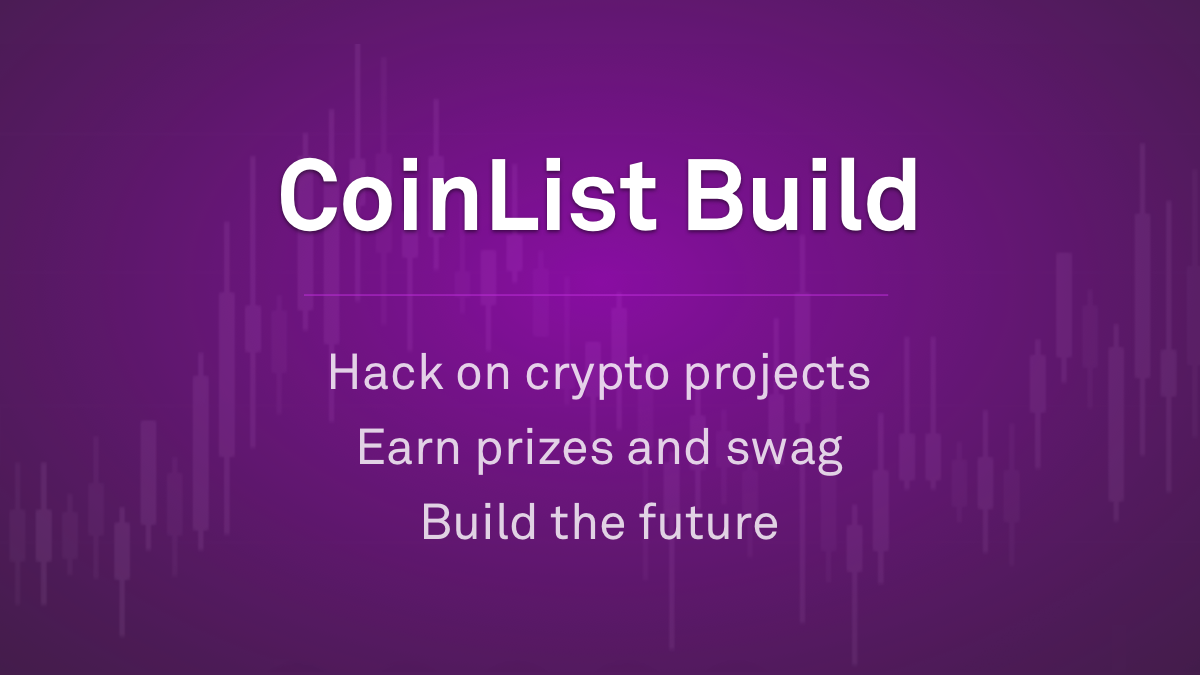 CoinList Build
Hack on crypto projects
Earn prizes and swag
Build the future